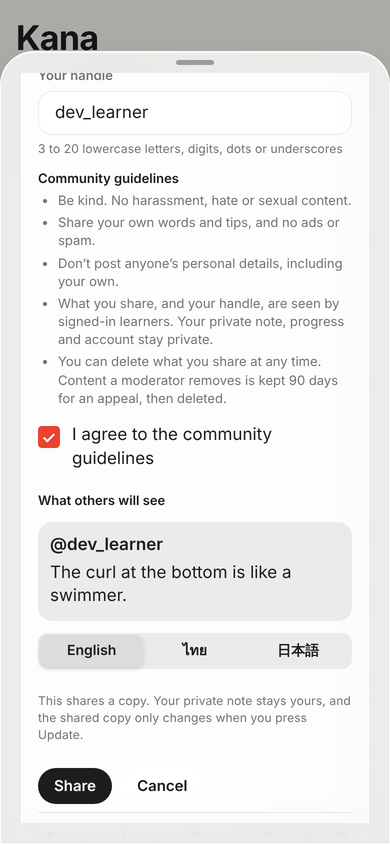 Kana
Your handle
dev_learner
3 to 20 lowercase letters, digits, dots or underscores
Community guidelines
• Be kind. No harassment, hate or sexual content.
• Share your own words and tips, and no ads or
spam.
• Don’t post anyone’s personal details, including
your own.
• What you share, and your handle, are seen by
signed-in learners. Your private note, progress
and account stay private.
• You can delete what you share at any time.
Content a moderator removes is kept 90 days
for an appeal, then deleted.
I agree to the community
guidelines
What others will see
@dev_learner
The curl at the bottom is like a
swimmer.
English ไทย 日本語
This shares a copy. Your private note stays yours, and
the shared copy only changes when you press
Update.
Share Cancel